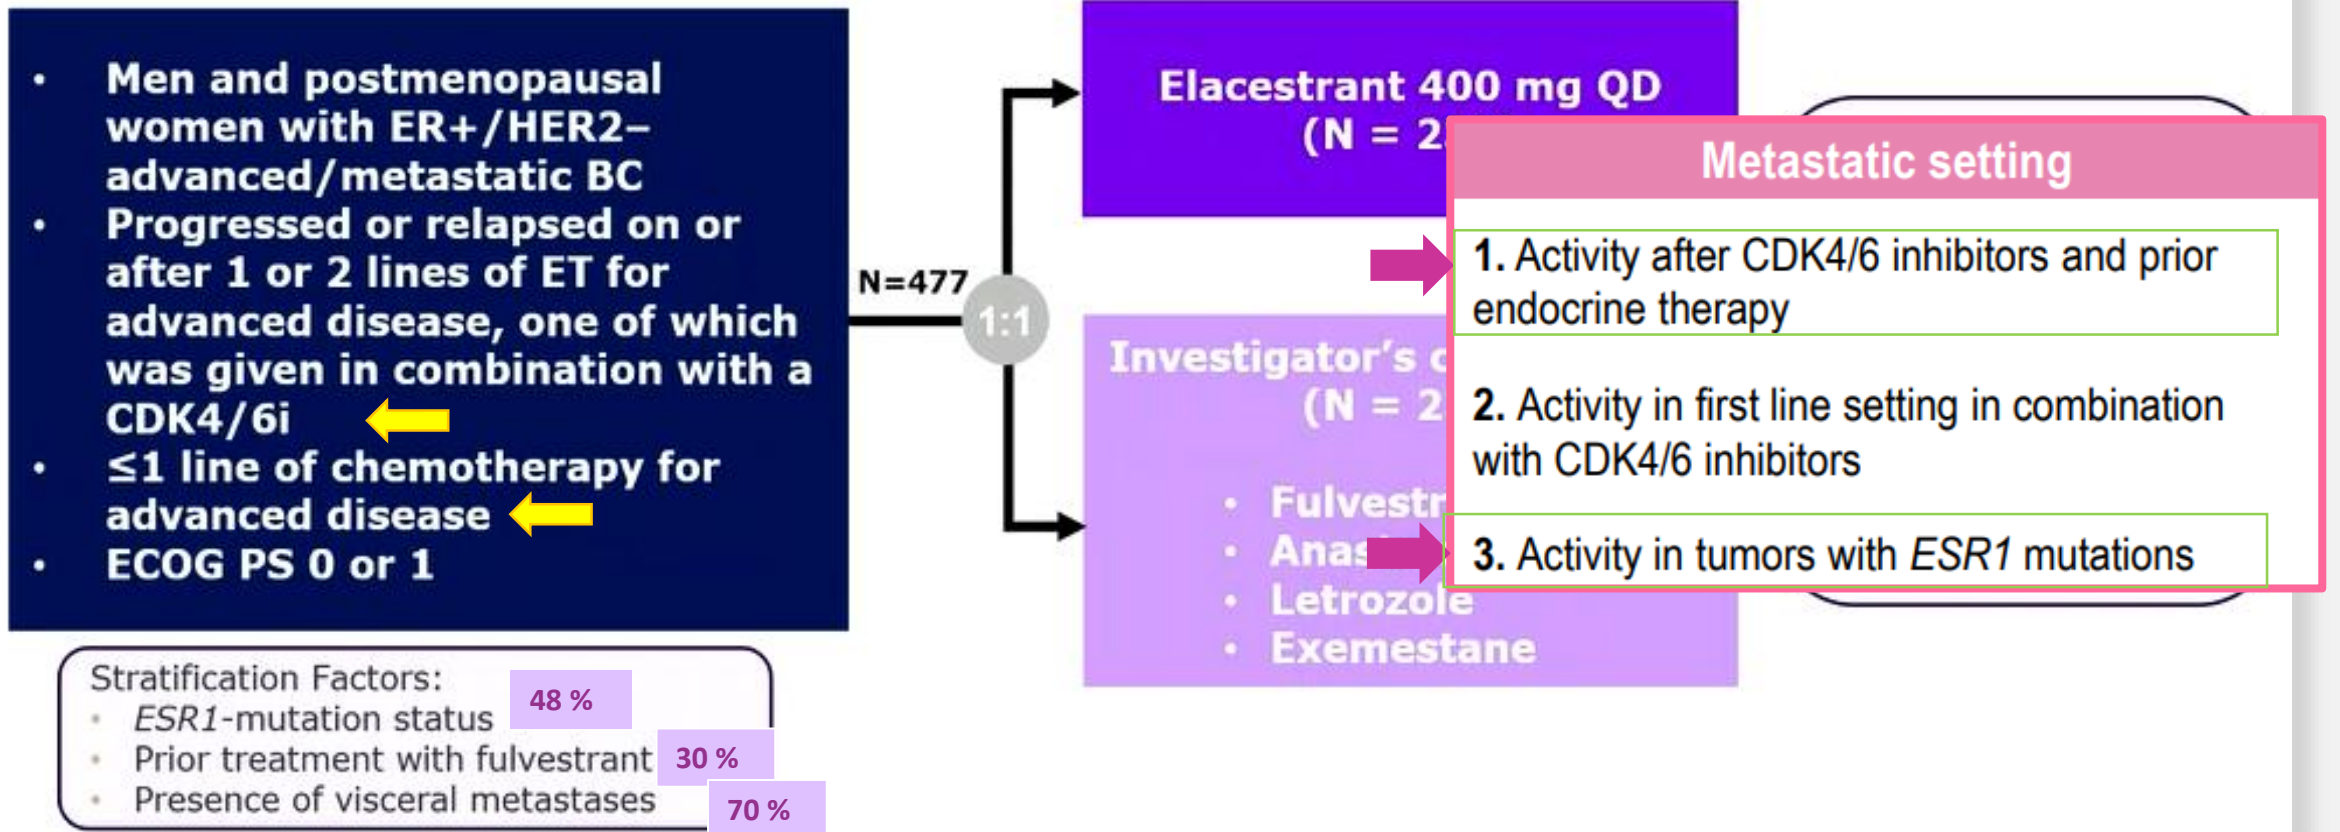 • Men and postmenopausal
women with ER+/HER2–
advanced/metastatic BC
• Progressed or relapsed on or
after 1 or 2 lines of ET for
advanced disease, one of which
was given in combination with a
CDK4/6i
• ≤1 line of chemotherapy for
advanced disease
• ECOG PS 0 or 1
Stratification Factors:
• ESR1-mutation status 48 %
• Prior treatment with fulvestrant 30 %
• Presence of visceral metastases 70 %
N=477
1:1
Elacestrant 400 mg QD
(N = 2
Investigator's
(N = 2
• Fulvestr
• Anas
• Letrozole
• Exemestane
Metastatic setting
1. Activity after CDK4/6 inhibitors and prior
endocrine therapy
2. Activity in first line setting in combination
with CDK4/6 inhibitors
3. Activity in tumors with ESR1 mutations